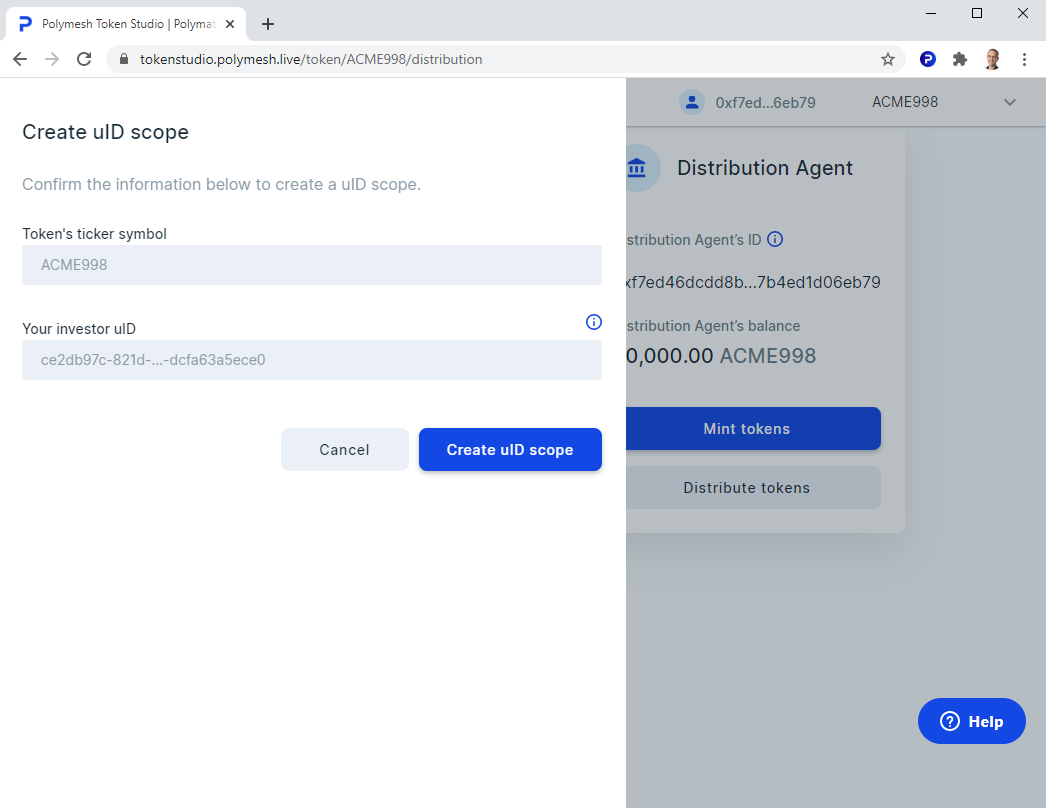 Polymesh Token Studio | Polymat
tokenstudio.polymesh.live/token/ACME998/distribution
Create uID scope
Confirm the information below to create a uID scope.
Token's ticker symbol
ACME998
Your investor uID
ce2db97c-821d-...-dcfa63a5ece0
Cancel
Create uID scope
0xf7ed...6eb79
ACME998
Distribution Agent
stribution Agent’s ID
xf7ed46dcdd8b...7b4ed1d06eb79
stribution Agent’s balance
0,000.00 ACME998
Mint tokens
Distribute tokens
Help